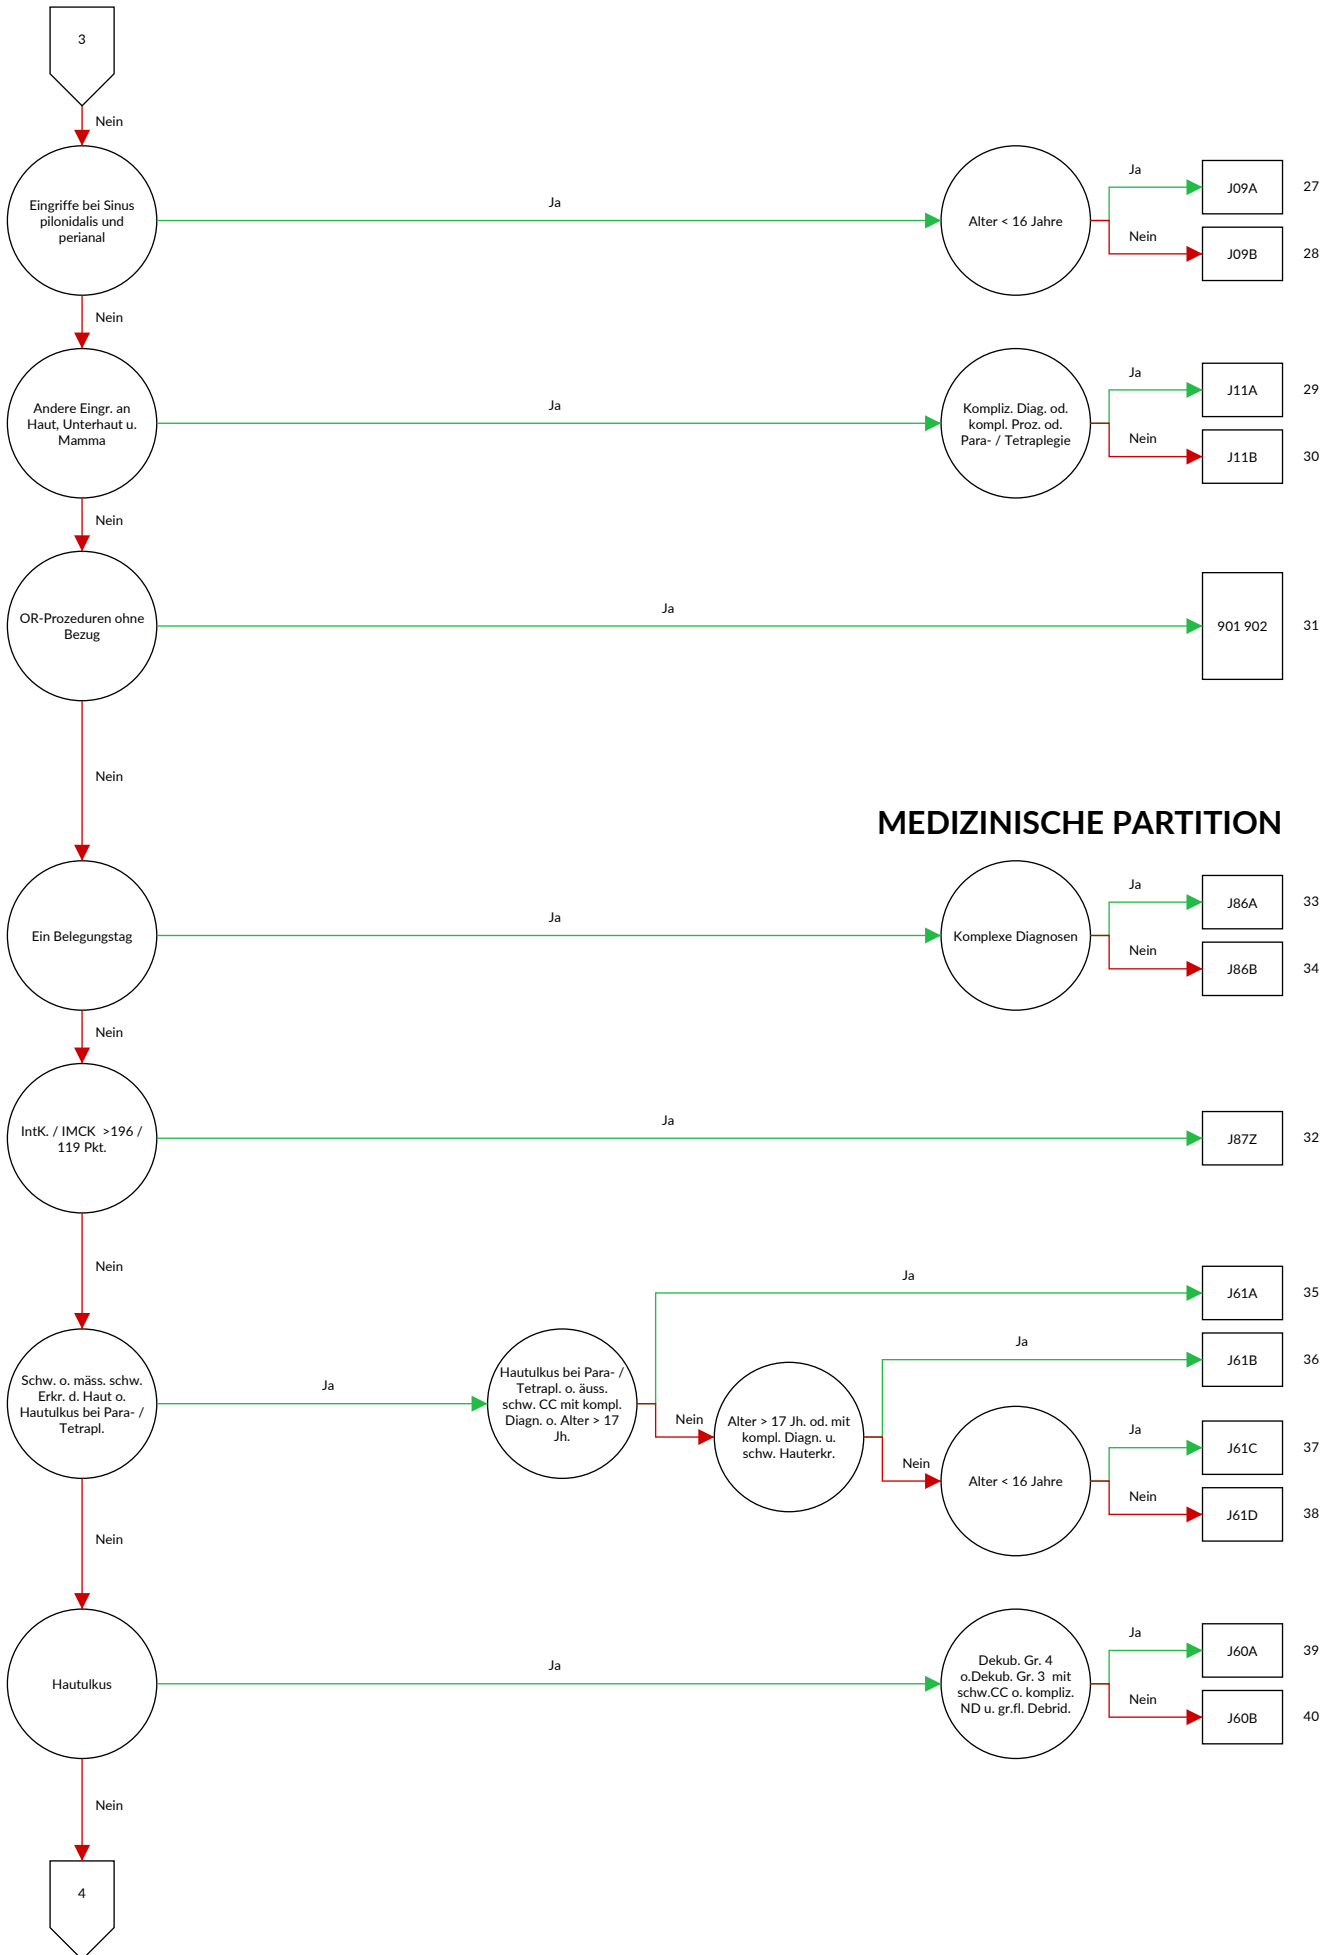 3
Nein
Eingriffe bei Sinus
pilonidalis und
perianal
Ja
Alter < 16 Jahre
Ja
J09A
27
Nein
J09B
28
Nein
Andere Eingr. an
Haut, Unterhaut u.
Mamma
Ja
Kompliz. Diag. od.
kompl. Proz. od.
Para- / Tetraplegie
Ja
J11A
29
Nein
J11B
30
Nein
OR-Prozeduren ohne
Bezug
Ja
901 902
31
Nein
MEDIZINISCHE PARTITION
Ein Belegungstag
Ja
Komplexe Diagnosen
Ja
J86A
33
Nein
J86B
34
Nein
IntK. / IMCK >196 /
119 Pkt.
Ja
J87Z
32
Nein
Schw. o. mäss. schw.
Erkr. d. Haut o.
Hautulkus bei Para- /
Tetrapl.
Ja
Hautulkus bei Para- /
Tetrapl. o. äuss.
schw. CC mit kompl.
Diagn. o. Alter > 17
Jh.
Ja
J61A
35
Nein
Alter > 17 Jh. od. mit
kompl. Diagn. u.
schw. Hauterkr.
Ja
J61B
36
Nein
Alter < 16 Jahre
Ja
J61C
37
Nein
J61D
38
Nein
Hautulkus
Ja
Dekub. Gr. 4
o.Dekub. Gr. 3 mit
schw.CC o. kompliz.
ND u. gr.fl. Debrid.
Ja
J60A
39
Nein
J60B
40
Nein
4